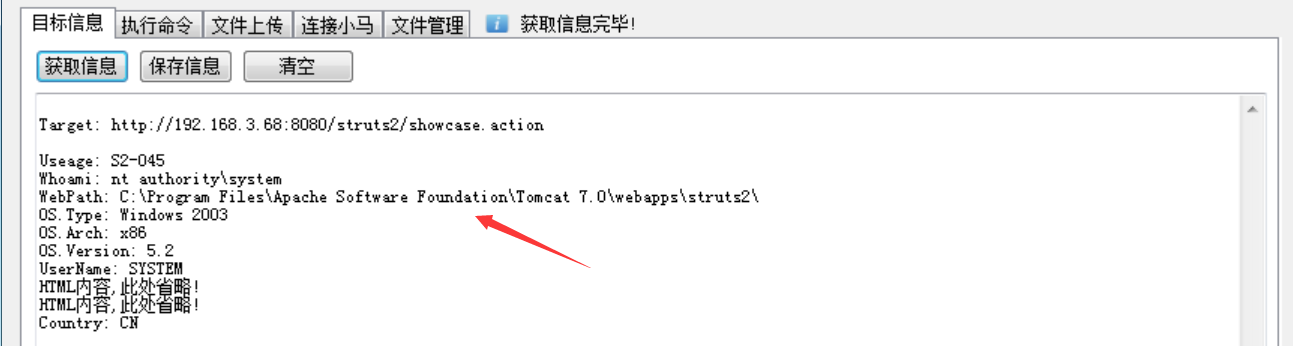 目标信息 执行命令 文件上传 连接小马 文件管理 获取信息完毕!
获取信息 保存信息 清空
Target: http://192.168.3.68:8080/struts2/showcase.action
Useage: S2-045
Whoami: nt authority\system
WebPath: C:\Program Files\Apache Software Foundation\Tomcat 7.0\webapps\struts2\
OS.Type: Windows 2003
OS.Arch: x86
OS.Version: 5.2
UserName: SYSTEM
HTML内容,此处省略!
HTML内容,此处省略!
Country: CN